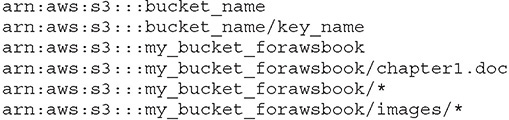 arn:aws:s3:::bucket_name
arn:aws:s3:::bucket_name/key_name
arn:aws:s3:::my_bucket_forawsbook
arn:aws:s3:::my_bucket_forawsbook/chapter1.doc
arn:aws:s3:::my_bucket_forawsbook/*
arn:aws:s3:::my_bucket_forawsbook/images/*